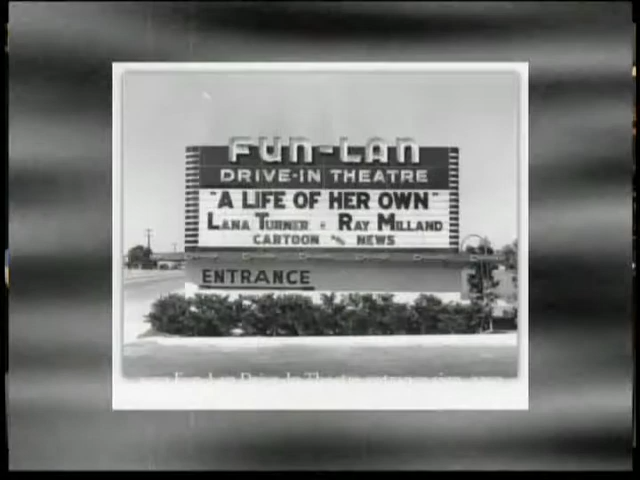 FUN-LAN
DRIVE-IN THEATRE
"A LIFE OF HER OWN"
LANA TURNER - RAY MILLAND
CARTOON NEWS
ENTRANCE